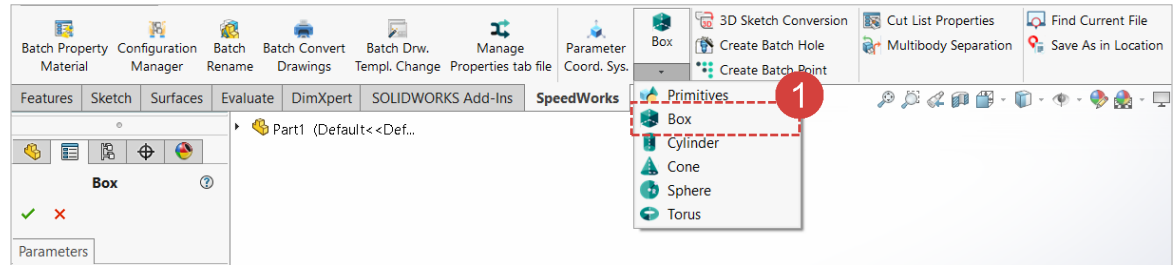 Batch Property
Material
Configuration
Manager
Batch
Rename
Batch Convert
Drawings
Batch Drw.
Templ. Change
Manage
Properties tab file
Parameter
Coord. Sys.
Box
3D Sketch Conversion
Create Batch Hole
Create Batch Point
Cut List Properties
Multibody Separation
Find Current File
Save As in Location
Features Sketch Surfaces Evaluate DimXpert SOLIDWORKS Add-Ins SpeedWorks
Primitives
1
Box
Cylinder
Cone
Sphere
Torus
Part1 (Default<<Def...
Box
Parameters